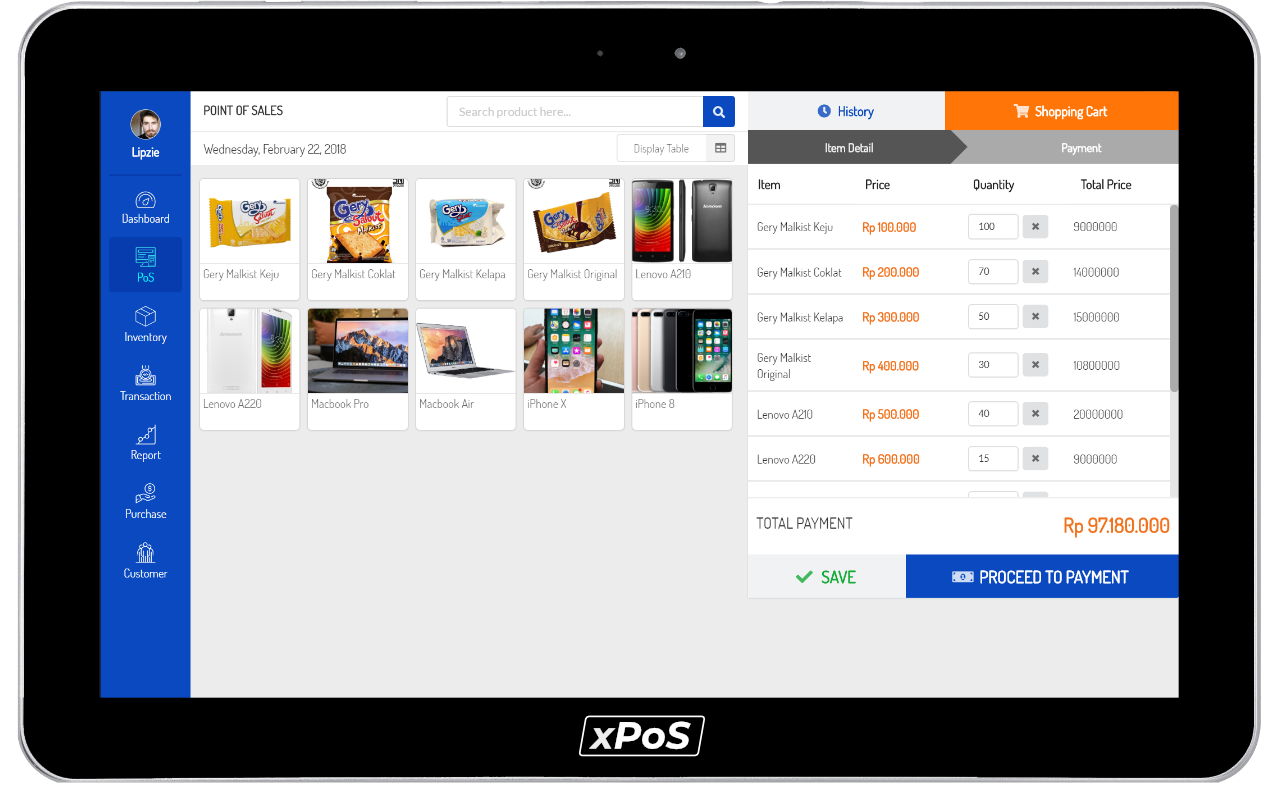 Lipzie
Dashboard
PoS
Inventory
Transaction
Report
Purchase
Customer
POINT OF SALES
Search product here...
Wednesday, February 22, 2018
Display Table
Gery Malkist Keju
Gery Malkist Coklat
Gery Malkist Kelapa
Gery Malkist Original
Lenovo A210
Lenovo A220
Macbook Pro
Macbook Air
iPhone X
iPhone 8
History
Shopping Cart
Item Detail
Payment
Item Price Quantity Total Price
Gery Malkist Keju Rp 100.000 100 9000000
Gery Malkist Coklat Rp 200.000 70 14000000
Gery Malkist Kelapa Rp 300.000 50 15000000
Gery Malkist
Original Rp 400.000 30 10800000
Lenovo A210 Rp 500.000 40 20000000
Lenovo A220 Rp 600.000 15 9000000
TOTAL PAYMENT Rp 97.180.000
SAVE
PROCEED TO PAYMENT
xPoS